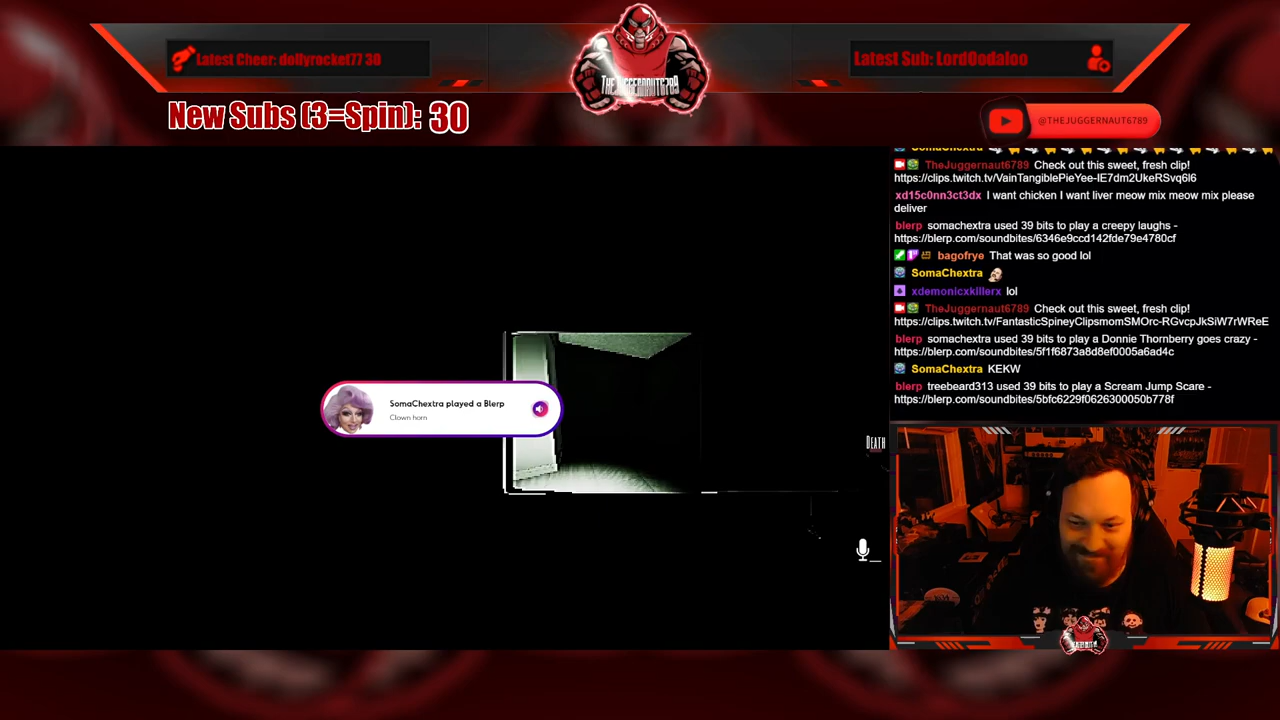 Latest Cheer: dollyrocket77 30
THEJUGGERNAUT6789
Latest Sub: LordOodaloo
New Subs (3=Spin): 30
@THEJUGGERNAUT6789
SomaChextra
TheJuggernaut6789 Check out this sweet, fresh clip!
https://clips.twitch.tv/VainTangiblePieYee-IE7dm2UkeRSvq6l6
xd15c0nn3ct3dx I want chicken I want liver meow mix meow mix please
deliver
blerp somachextra used 39 bits to play a creepy laughs -
https://blerp.com/soundbites/6346e9ccd142fde79e4780cf
bagofrye That was so good lol
SomaChextra
xdemonicxkillerx lol
TheJuggernaut6789 Check out this sweet, fresh clip!
https://clips.twitch.tv/FantasticSpineyClipsmomSMOrc-RGvcpJkSiW7rWReE
blerp somachextra used 39 bits to play a Donnie Thornberry goes crazy -
https://blerp.com/soundbites/5f1f6873a8d8ef0005a6ad4c
SomaChextra KEKW
blerp treebeard313 used 39 bits to play a Scream Jump Scare -
https://blerp.com/soundbites/5bfc6229f0626300050b778f
SomaChextra played a Blerp
Clown horn
DEATH